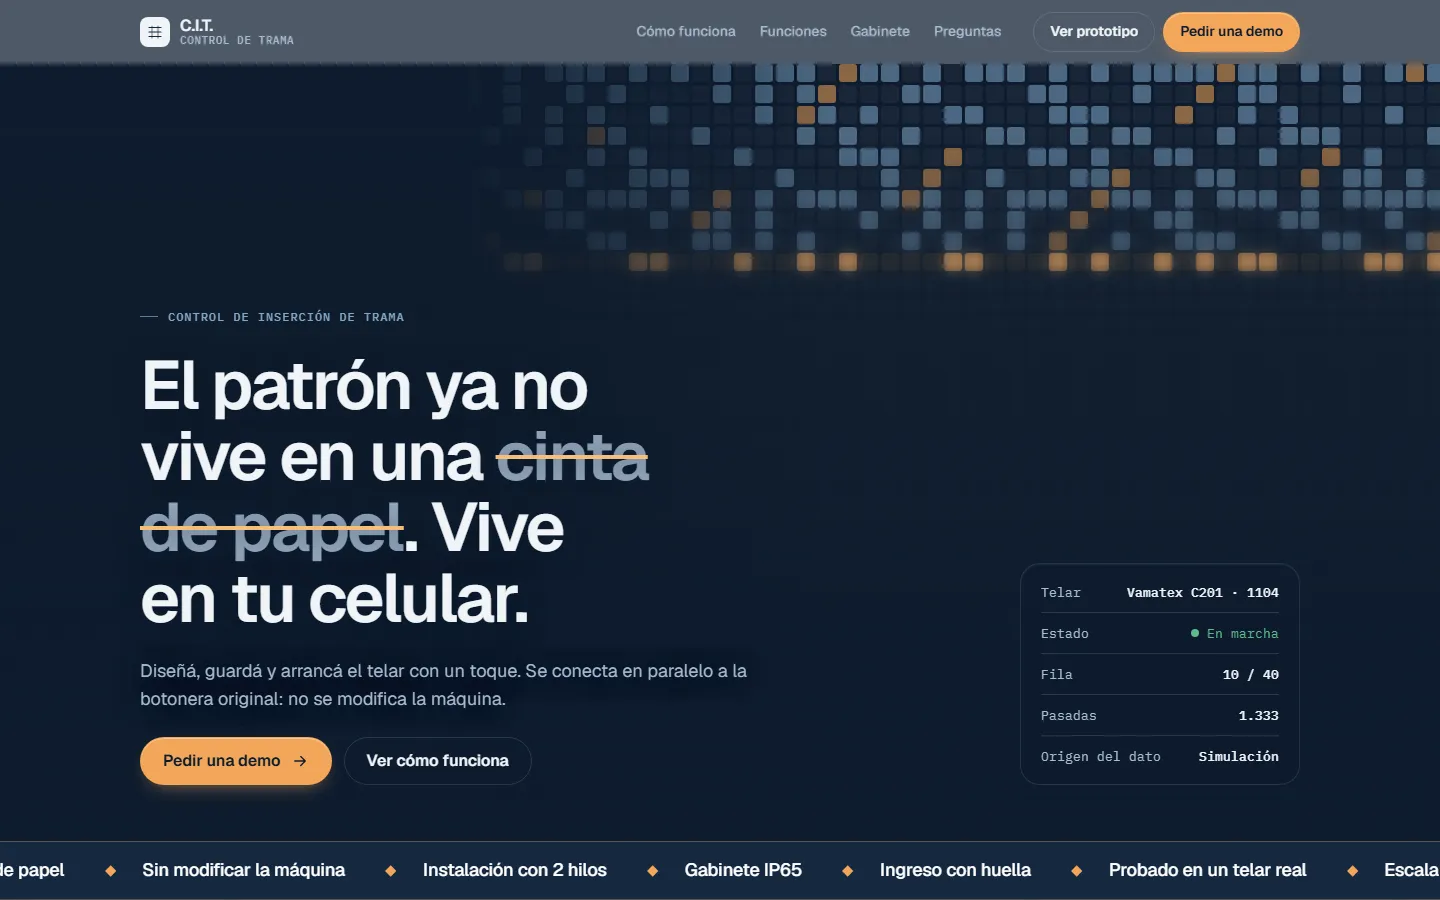 C.I.T.
CONTROL DE TRAMA
Cómo funciona
Funciones
Gabinete
Preguntas
Ver prototipo
Pedir una demo
CONTROL DE INSERCIÓN DE TRAMA
El patrón ya no
vive en una cinta
de papel. Vive
en tu celular.
Diseñá, guardá y arrancá el telar con un toque. Se conecta en paralelo a la
botonera original: no se modifica la máquina.
Pedir una demo →
Ver cómo funciona
Telar Vamatex C201 · 1104
Estado En marcha
Fila 10 / 40
Pasadas 1.333
Origen del dato Simulación
de papel ◆ Sin modificar la máquina ◆ Instalación con 2 hilos ◆ Gabinete IP65 ◆ Ingreso con huella ◆ Probado en un telar real ◆ Escala